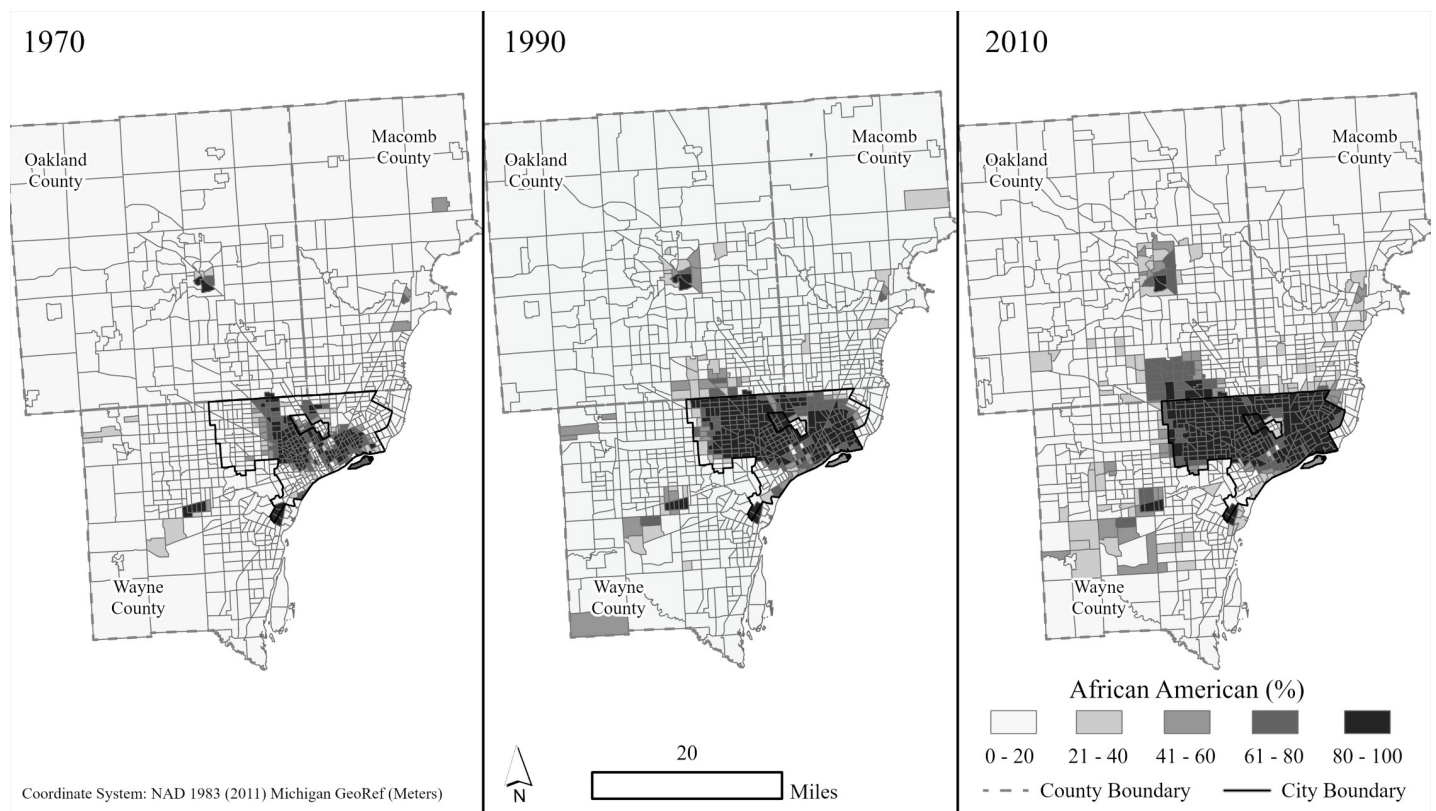 1970
Oakland
County
Macomb
County
Wayne
County
Coordinate System: NAD 1983 (2011) Michigan GeoRef (Meters)
1990
Oakland
County
Macomb
County
Wayne
County
N
20
Miles
2010
Oakland
County
Macomb
County
Wayne
County
African American (%)
0 - 20 21 - 40 41 - 60 61 - 80 80 - 100
County Boundary City Boundary